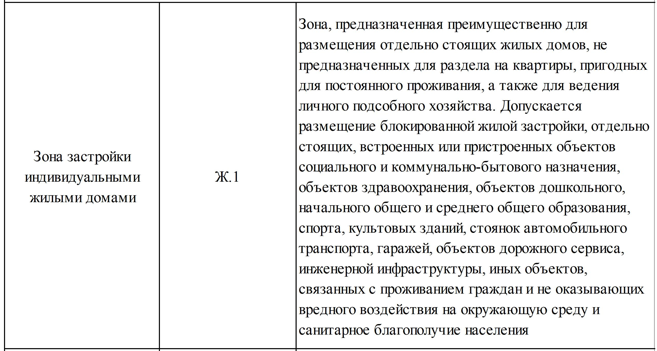 Зона застройки
индивидуальными
жилыми домами
Ж.1
Зона, предназначенная преимущественно для
размещения отдельно стоящих жилых домов, не
предназначенных для раздела на квартиры, пригодных
для постоянного проживания, а также для ведения
личного подсобного хозяйства. Допускается
размещение блокированной жилой застройки, отдельно
стоящих, встроенных или пристроенных объектов
социального и коммунально-бытового назначения,
объектов здравоохранения, объектов дошкольного,
начального общего и среднего общего образования,
спорта, культовых зданий, стоянок автомобильного
транспорта, гаражей, объектов дорожного сервиса,
инженерной инфраструктуры, иных объектов,
связанных с проживанием граждан и не оказывающих
вредного воздействия на окружающую среду и
санитарное благополучие населения